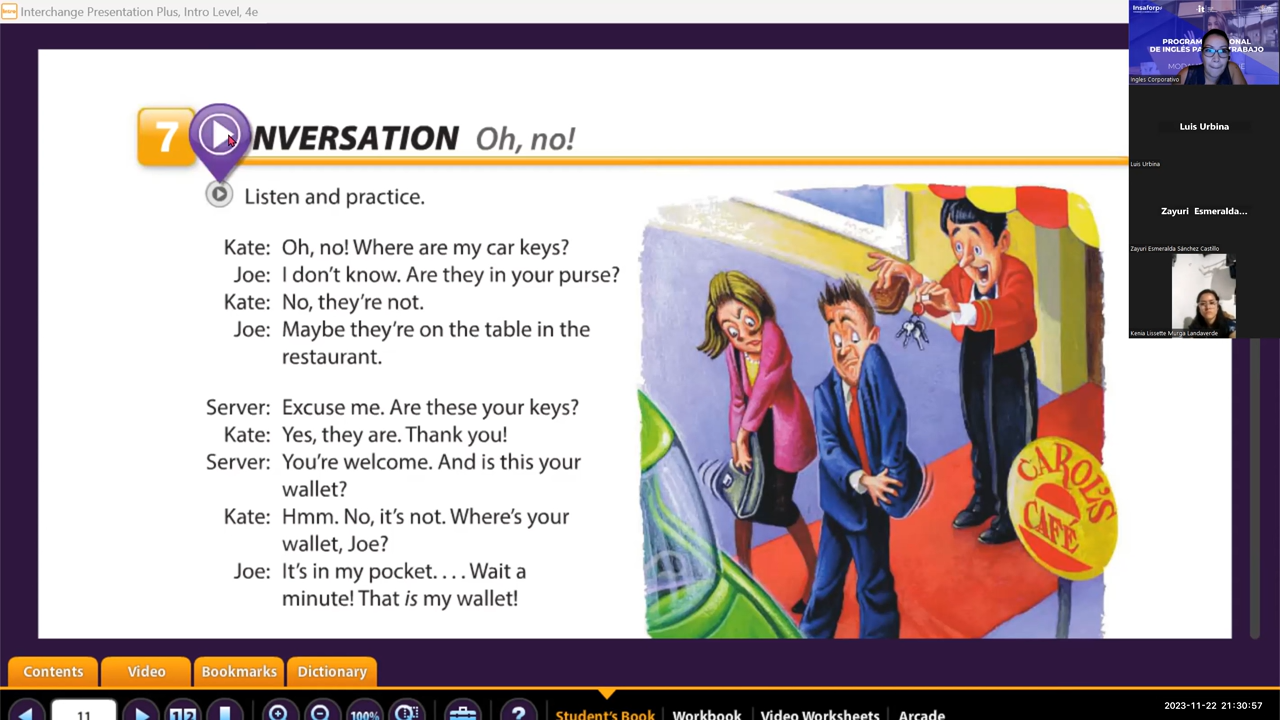 Interchange Presentation Plus, Intro Level, 4e
Insaforp
PROGRAM ONAL
DE INGLÉS PA TRABAJO
Ingles Corporativo
Luis Urbina
Luis Urbina
Zayuri Esmeralda...
Zayuri Esmeralda Sánchez Castillo
Kenia Lissette Murga Landaverde
7 NVERSATION Oh, no!
Listen and practice.
Kate: Oh, no! Where are my car keys?
Joe: I don't know. Are they in your purse?
Kate: No, they're not.
Joe: Maybe they're on the table in the
restaurant.
Server: Excuse me. Are these your keys?
Kate: Yes, they are. Thank you!
Server: You're welcome. And is this your
wallet?
Kate: Hmm. No, it's not. Where's your
wallet, Joe?
Joe: It's in my pocket. . . . Wait a
minute! That is my wallet!
CAROL'S
CAFÉ
Contents Video Bookmarks Dictionary
11 100% ? Student's Book Workbook Video Worksheets Arcade
2023-11-22 21:30:57